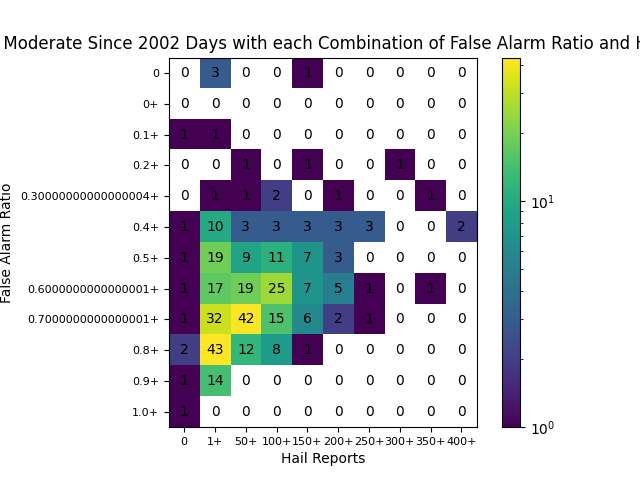 Moderate Since 2002 Days with each Combination of False Alarm Ratio and
0 0 3 0 0 1 0 0 0 0 0
0+ 0 0 0 0 0 0 0 0 0 0
0.1+ 1 1 0 0 0 0 0 0 0 0
0.2+ 0 0 1 0 1 0 0 1 0 0
0.30000000000000004+ 0 1 1 2 0 1 0 0 1 0
0.4+ 1 10 3 3 3 3 3 0 0 2
0.5+ 1 19 9 11 7 3 0 0 0 0
0.6000000000000001+ 1 17 19 25 7 5 1 0 1 0
0.7000000000000001+ 1 32 42 15 6 2 1 0 0 0
0.8+ 2 43 12 8 1 0 0 0 0 0
0.9+ 1 14 0 0 0 0 0 0 0 0
1.0+ 1 0 0 0 0 0 0 0 0 0
0 1+ 50+ 100+ 150+ 200+ 250+ 300+ 350+ 400+
Hail Reports
False Alarm Ratio
10¹
10⁰